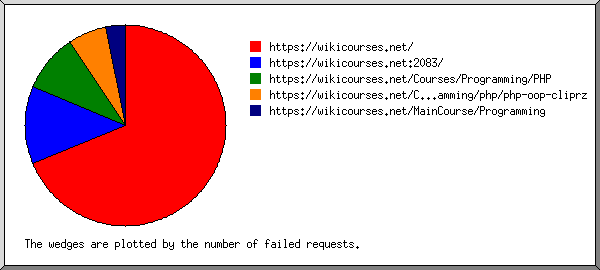 https://wikicourses.net/
https://wikicourses.net:2083/
https://wikicourses.net/Courses/Programming/PHP
https://wikicourses.net/C...amming/php/php-oop-cliprz
https://wikicourses.net/MainCourse/Programming
The wedges are plotted by the number of failed requests.